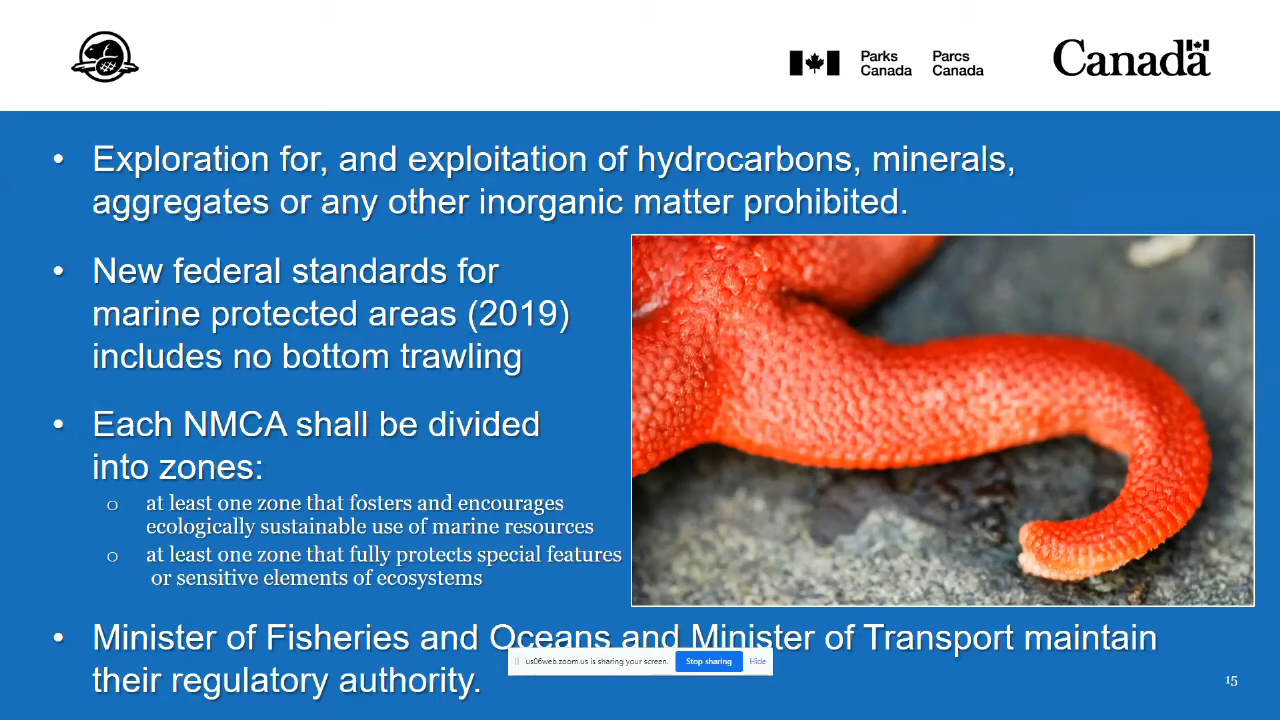 Parks Canada
Parcs Canada
Canada
• Exploration for, and exploitation of hydrocarbons, minerals,
aggregates or any other inorganic matter prohibited.
• New federal standards for
marine protected areas (2019)
includes no bottom trawling
• Each NMCA shall be divided
into zones:
o at least one zone that fosters and encourages
ecologically sustainable use of marine resources
o at least one zone that fully protects special features
or sensitive elements of ecosystems
• Minister of Fisheries and Oceans and Minister of Transport maintain
their regulatory authority.
us06web.zoom.us is sharing your screen. Stop sharing Hide
15